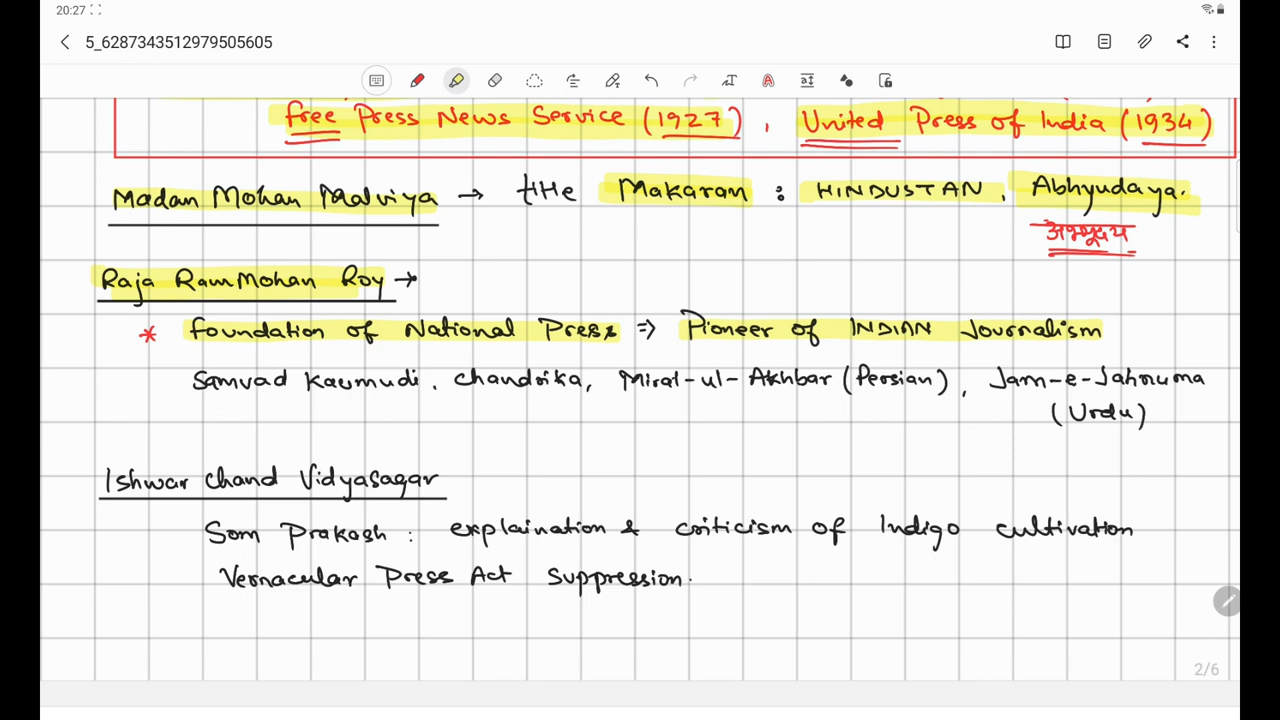 20:27
5_6287343512979505605
Free Press News Service (1927), United Press of India (1934)
Madan Mohan Malviya → tHe Makaran : HINDUSTAN, Abhyudaya.
अभ्युदय
Raja RamMohan Roy →
* Foundation of National Press ⇒ Pioneer of INDIAN Journalism
Samvad Kaumudi, Chandrika, Miral-ul-Akhbar (Persian), Jam-e-Jahnuma
(Urdu)
Ishwar Chand Vidyasagar
Som Prakash : explaination & criticism of Indigo cultivation
Vernacular Press Act Suppression.
2/6